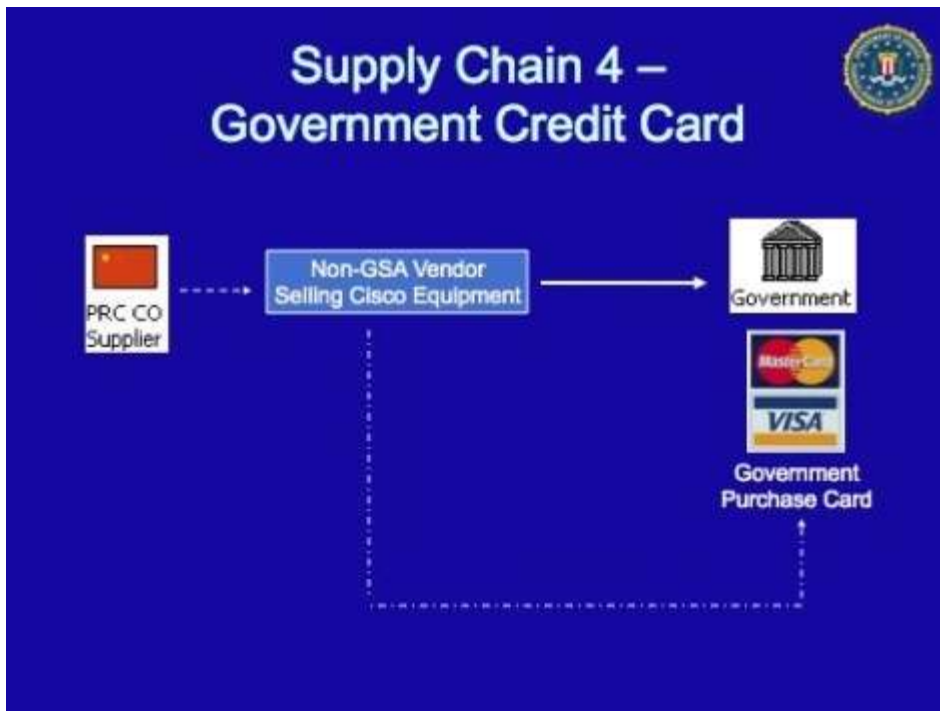 Supply Chain 4 –
Government Credit Card
PRC CO
Supplier
Non-GSA Vendor
Selling Cisco Equipment
Government
MasterCard
VISA
Government
Purchase Card